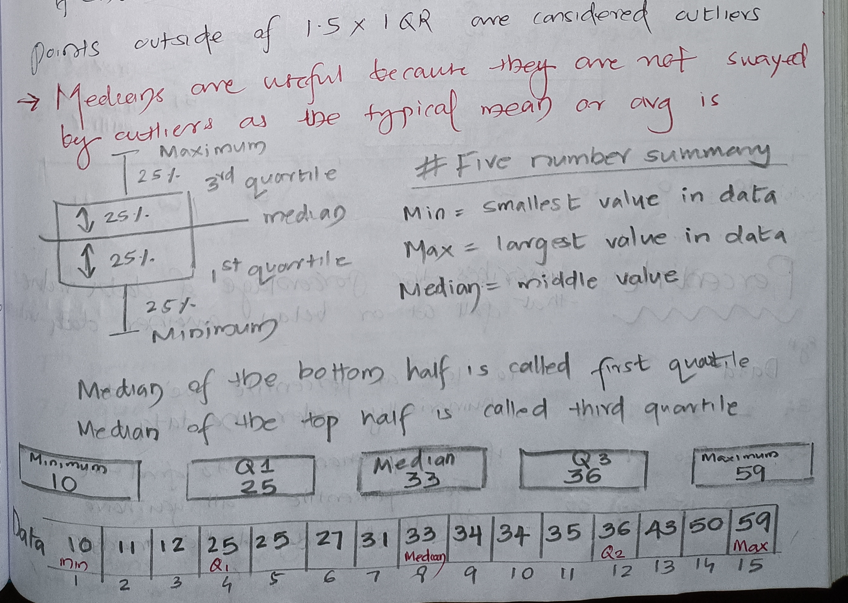 points outside of 1.5 x IQR are considered outliers
→ Medians are useful because they are not swayed
by outliers as the typical mean or avg is
Maximum
25%
3rd quartile
25%
median
25%
1st quartile
25%
Minimum
# Five number summary
Min = smallest value in data
Max = largest value in data
Median = middle value
Median of the bottom half is called first quartile
Median of the top half is called third quartile
Minimum 10
Q1 25
Median 33
Q3 36
Maximum 59
Data 10 11 12 25 25 27 31 33 34 34 35 36 43 50 59
min Q1 Median Q2 Max
1 2 3 4 5 6 7 8 9 10 11 12 13 14 15